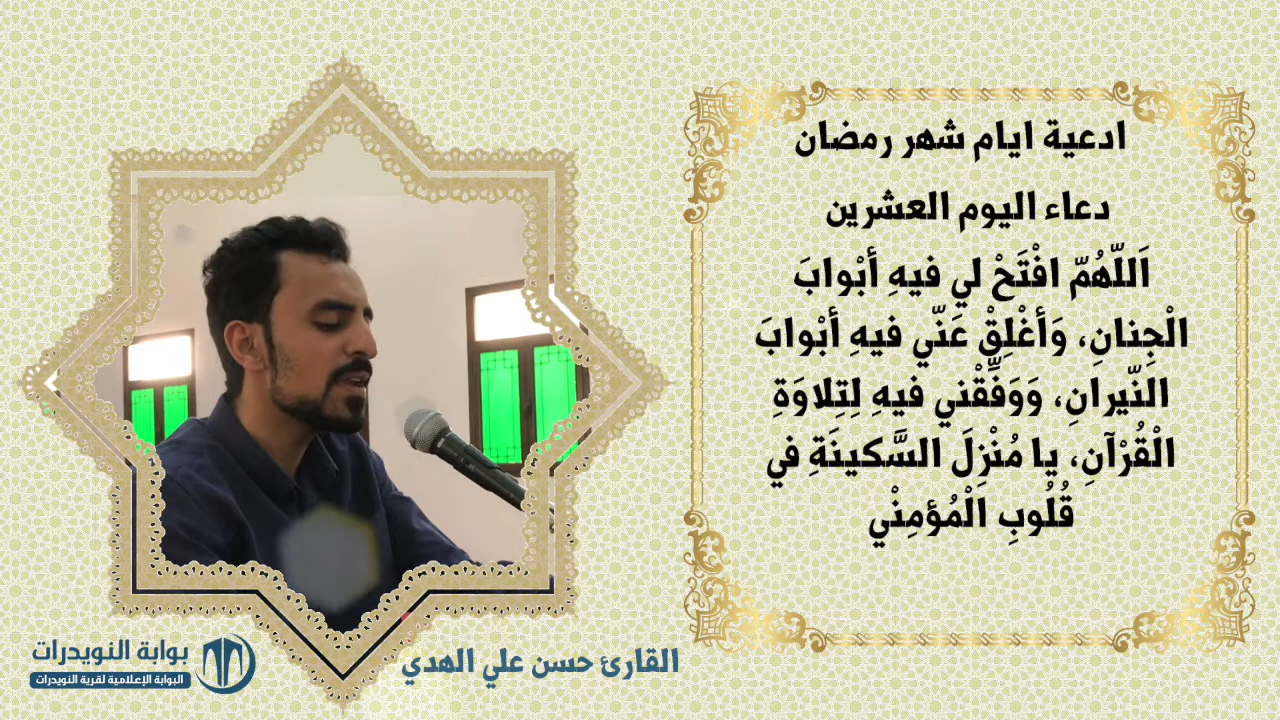 ادعية ايام شهر رمضان
دعاء اليوم العشرين
اَللّهُمّ افْتَحْ لي فيهِ أبْوابَ
الْجِنانِ، وَأغْلِقْ عَنّي فيهِ أبْوابَ
النّيرانِ، وَوَفِّقْني فيهِ لِتِلاوَةِ
الْقُرْآنِ، يا مُنْزِلَ السَّكينَةِ في
قُلُوبِ الْمُؤمِنْي
القارئ حسن علي الهدي
بوابة النويدرات
البوابة الإعلامية لقرية النويدرات